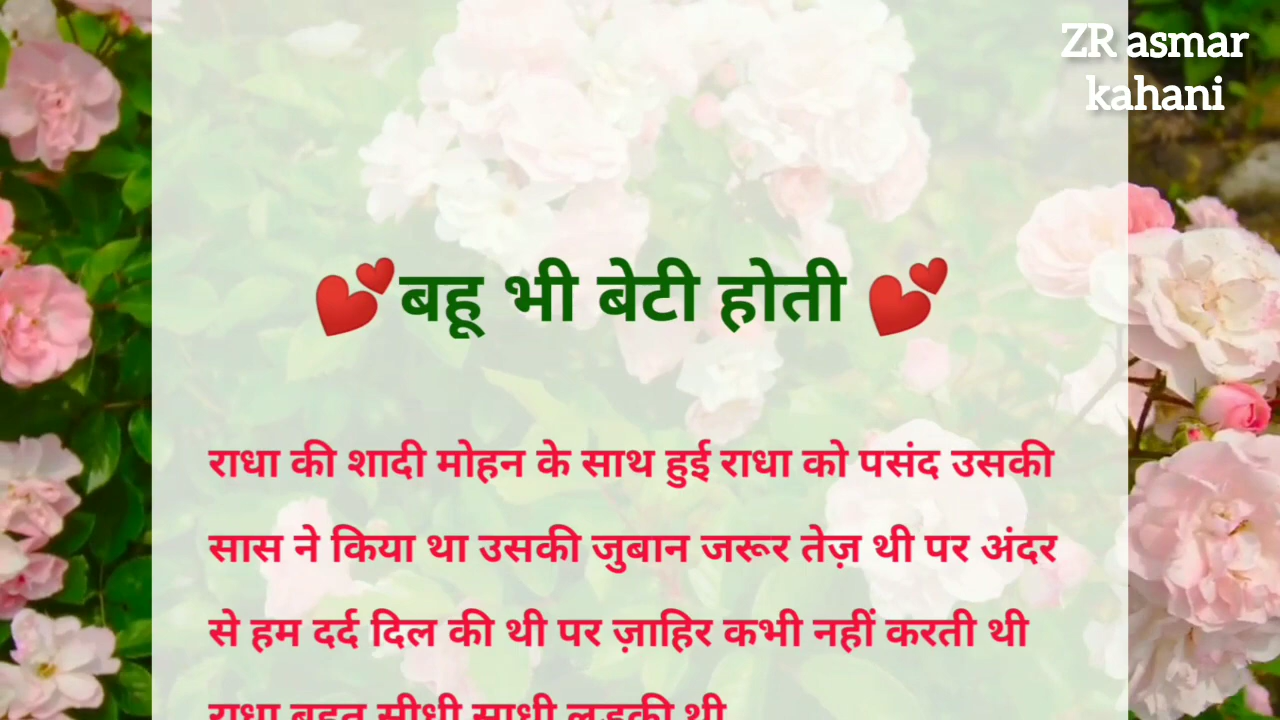 ZR asmar
kahani
💕बहू भी बेटी होती 💕
राधा की शादी मोहन के साथ हुई राधा को पसंद उसकी
सास ने किया था उसकी जुबान जरूर तेज़ थी पर अंदर
से हम दर्द दिल की थी पर ज़ाहिर कभी नहीं करती थी
राधा बहुत सीधी साधी लड़की थी